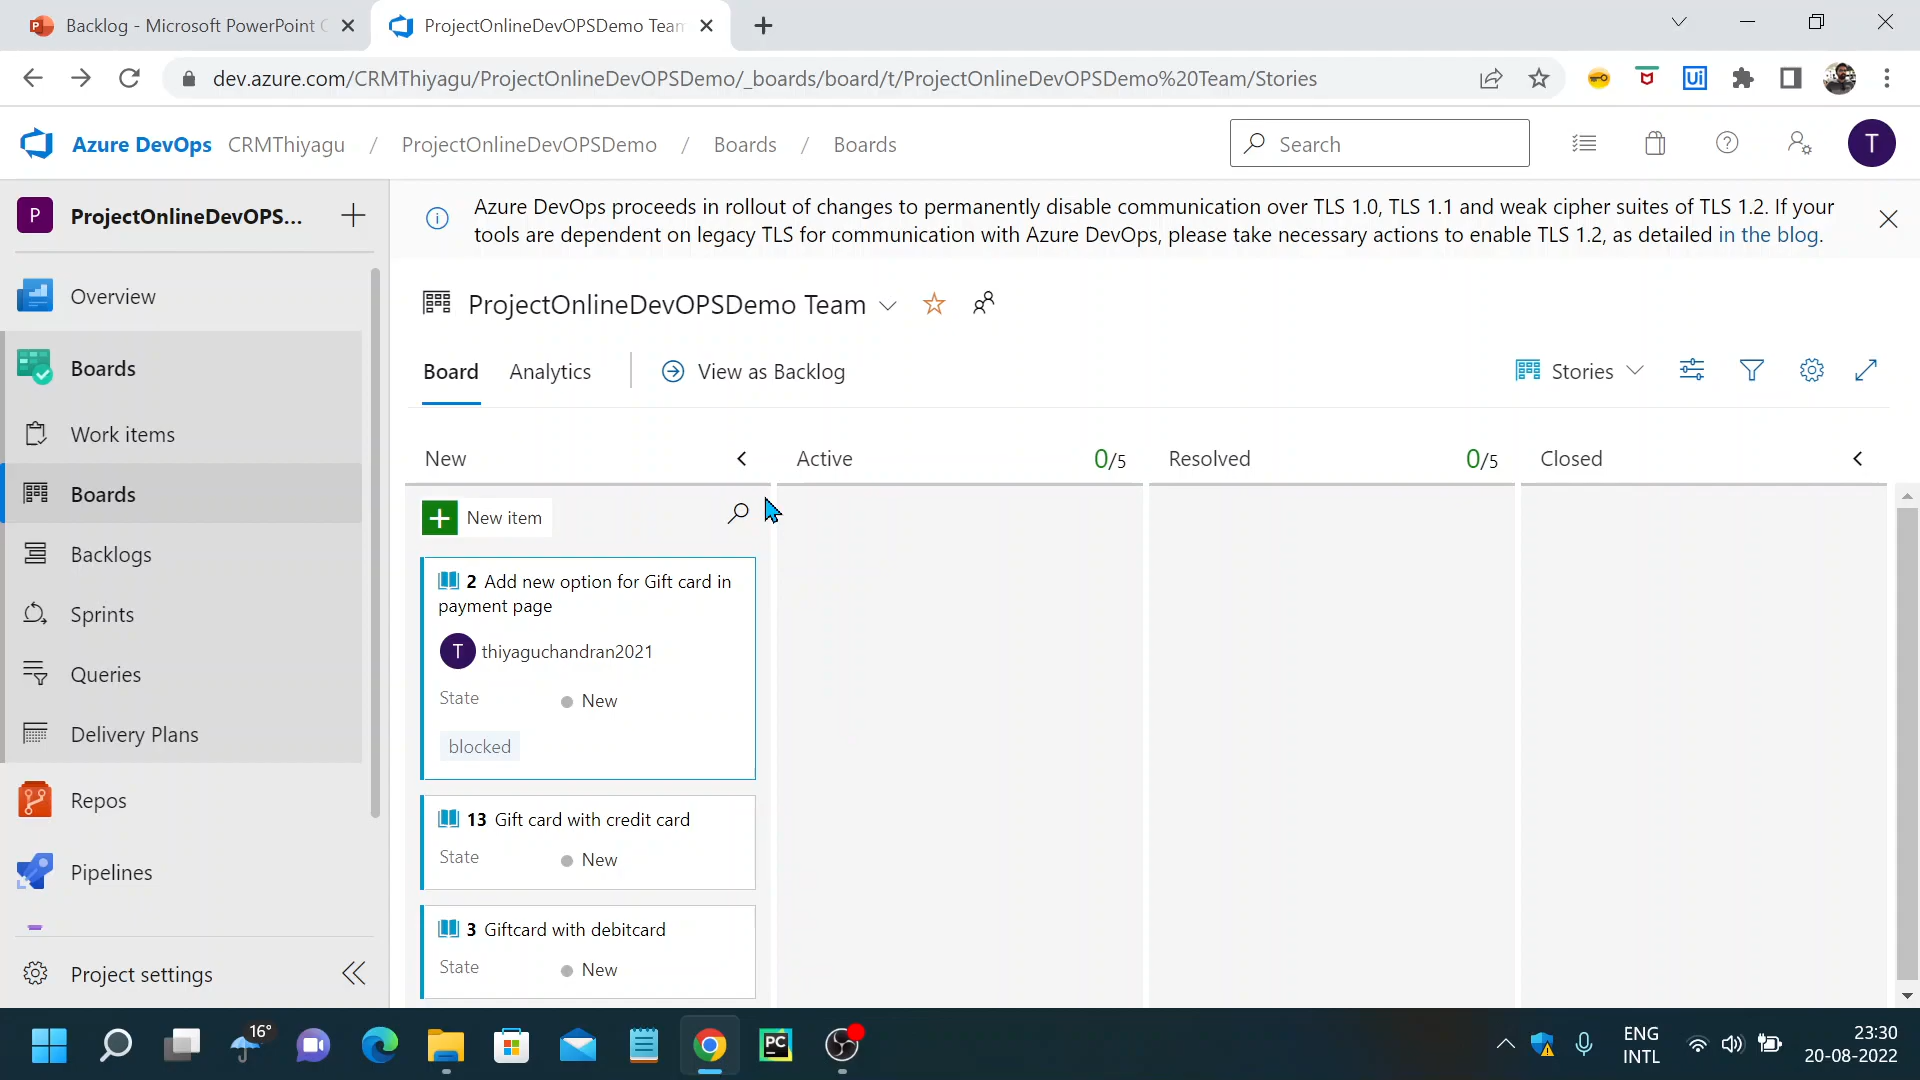 Backlog - Microsoft PowerPoint
ProjectOnlineDevOPSDemo Team
dev.azure.com/CRMThiyagu/ProjectOnlineDevOPSDemo/_boards/board/t/ProjectOnlineDevOPSDemo%20Team/Stories
Ui
Azure DevOps CRMThiyagu / ProjectOnlineDevOPSDemo / Boards / Boards
Search
T
P ProjectOnlineDevOPS...
Azure DevOps proceeds in rollout of changes to permanently disable communication over TLS 1.0, TLS 1.1 and weak cipher suites of TLS 1.2. If your
tools are dependent on legacy TLS for communication with Azure DevOps, please take necessary actions to enable TLS 1.2, as detailed in the blog.
Overview
Boards
Work items
Boards
Backlogs
Sprints
Queries
Delivery Plans
Repos
Pipelines
Project settings
ProjectOnlineDevOPSDemo Team
Board Analytics View as Backlog Stories
New Active 0/5 Resolved 0/5 Closed
New item
2 Add new option for Gift card in
payment page
T thiyaguchandran2021
State New
blocked
13 Gift card with credit card
State New
3 Giftcard with debitcard
State New
16°
PC
ENG
INTL
23:30
20-08-2022